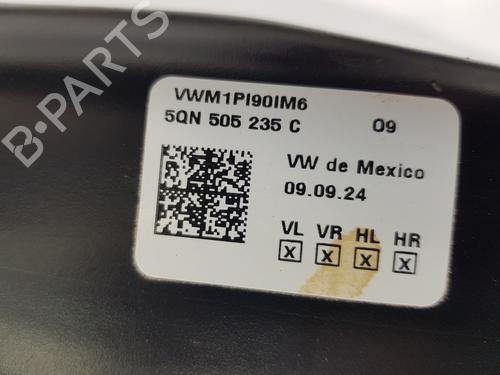 B-PARTS
VWM1PI90IM6
5QN 505 235 C 09
VW de Mexico
09.09.24
VL VR HL HR
X X X X